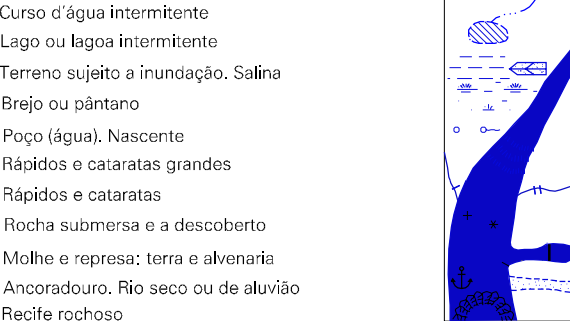 Curso d'água intermitente
Lago ou lagoa intermitente
Terreno sujeito a inundação. Salina
Brejo ou pântano
Poço (água). Nascente
Rápidos e cataratas grandes
Rápidos e cataratas
Rocha submersa e a descoberto
Molhe e represa: terra e alvenaria
Ancoradouro. Rio seco ou de aluvião
Recife rochoso